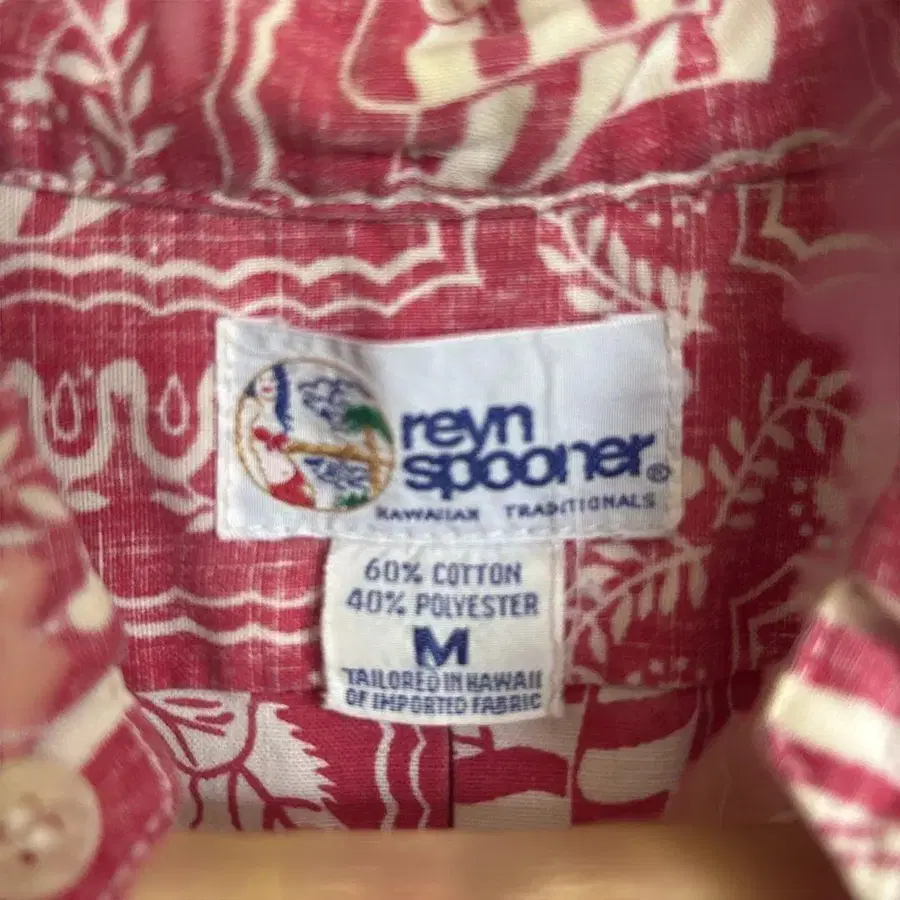 reyn
spooner®
HAWAIIAN TRADITIONALS
60% COTTON
40% POLYESTER
M
TAILORED IN HAWAII
OF IMPORTED FABRIC